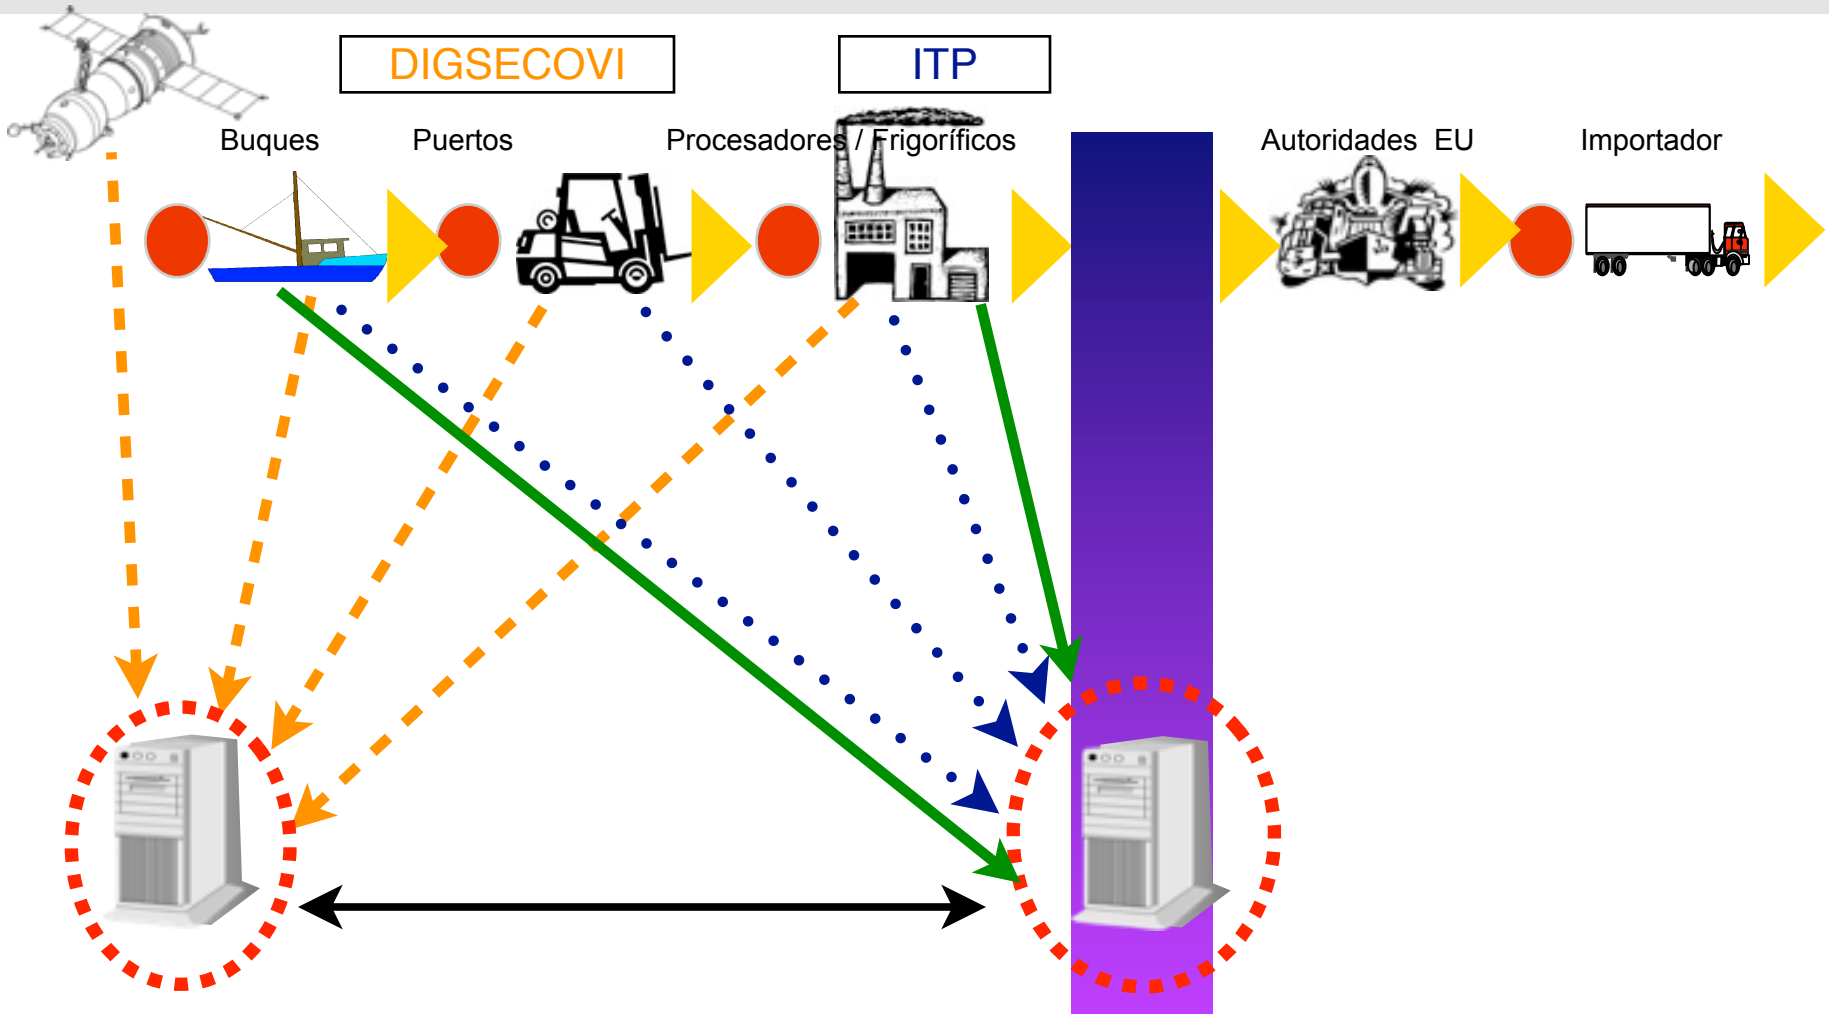 DIGSECOVI
ITP
Buques
Puertos
Procesadores / Frigoríficos
Autoridades EU
Importador